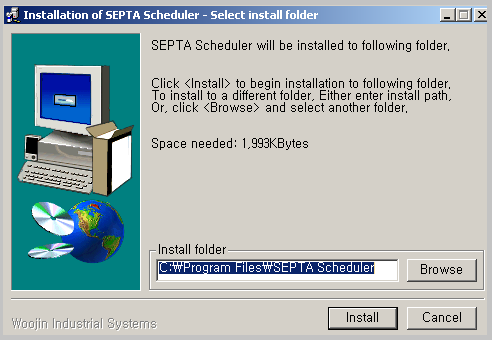 Installation of SEPTA Scheduler - Select install folder
SEPTA Scheduler will be installed to following folder,
Click <Install> to begin installation to following folder,
To install to a different folder, Either enter install path,
Or, click <Browse> and select another folder,
Space needed: 1,993KBytes
Install folder
C:₩Program Files₩SEPTA Scheduler
Browse
Woojin Industrial Systems
Install
Cancel